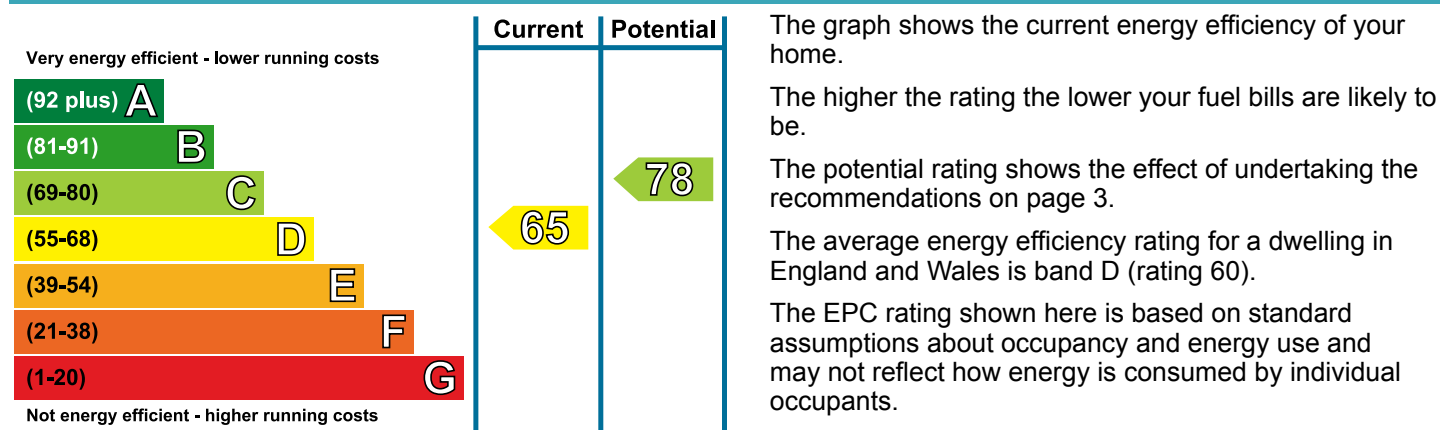 Current Potential
Very energy efficient - lower running costs
(92 plus) A
(81-91) B
(69-80) C
(55-68) D
(39-54) E
(21-38) F
(1-20) G
Not energy efficient - higher running costs
65
78
The graph shows the current energy efficiency of your
home.
The higher the rating the lower your fuel bills are likely to
be.
The potential rating shows the effect of undertaking the
recommendations on page 3.
The average energy efficiency rating for a dwelling in
England and Wales is band D (rating 60).
The EPC rating shown here is based on standard
assumptions about occupancy and energy use and
may not reflect how energy is consumed by individual
occupants.